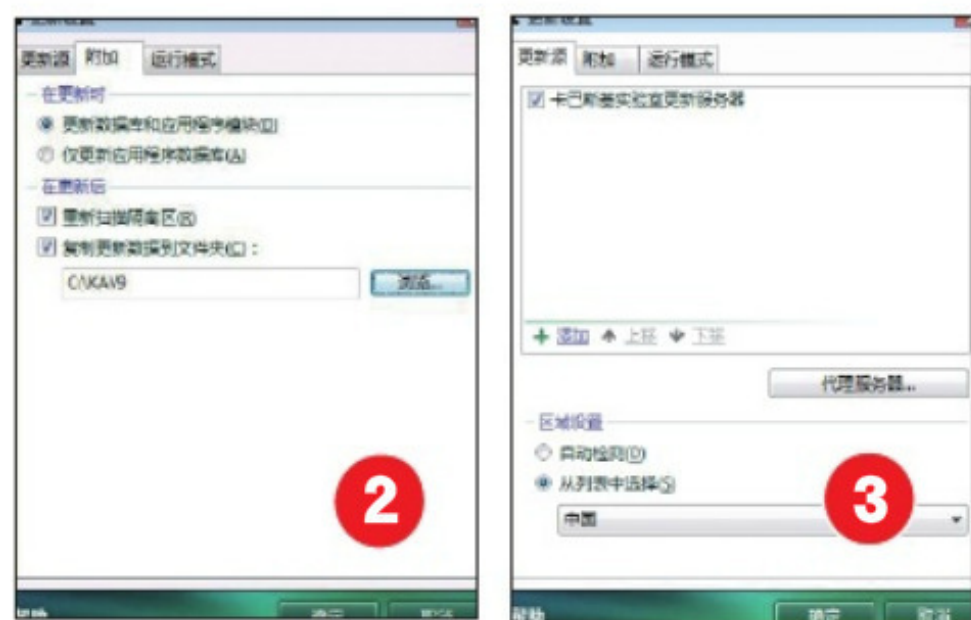 更新源 附加 运行模式
在更新时
更新数据库和应用程序模块(D)
仅更新应用程序数据库(A)
在更新后
重新扫描隔离区(R)
复制更新数据到文件夹(C)：
C:\KAV9
浏览...
2
更新源 附加 运行模式
卡巴斯基实验室更新服务器
添加 上移 下移
代理服务器...
区域设置
自动检测(D)
从列表中选择(S)
中国
3
帮助 确定 取消